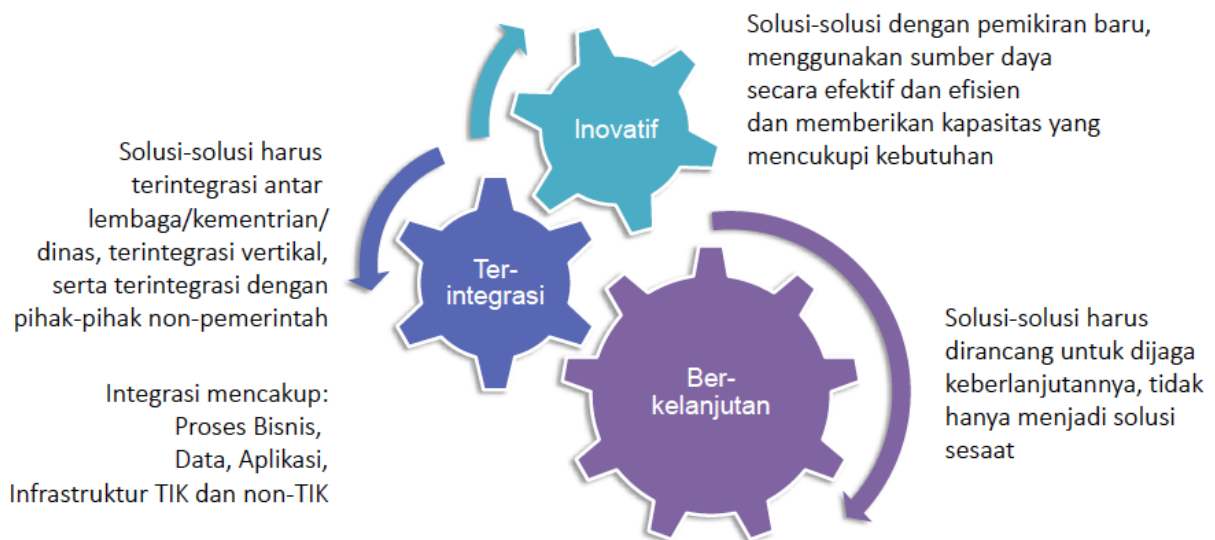 Solusi-solusi dengan pemikiran baru,
menggunakan sumber daya
secara efektif dan efisien
dan memberikan kapasitas yang
mencukupi kebutuhan
Inovatif
Solusi-solusi harus
terintegrasi antar
lembaga/kementrian/
dinas, terintegrasi vertikal,
serta terintegrasi dengan
pihak-pihak non-pemerintah
Integrasi mencakup:
Proses Bisnis,
Data, Aplikasi,
Infrastruktur TIK dan non-TIK
Ter-
integrasi
Ber-
kelanjutan
Solusi-solusi harus
dirancang untuk dijaga
keberlanjutannya, tidak
hanya menjadi solusi
sesaat